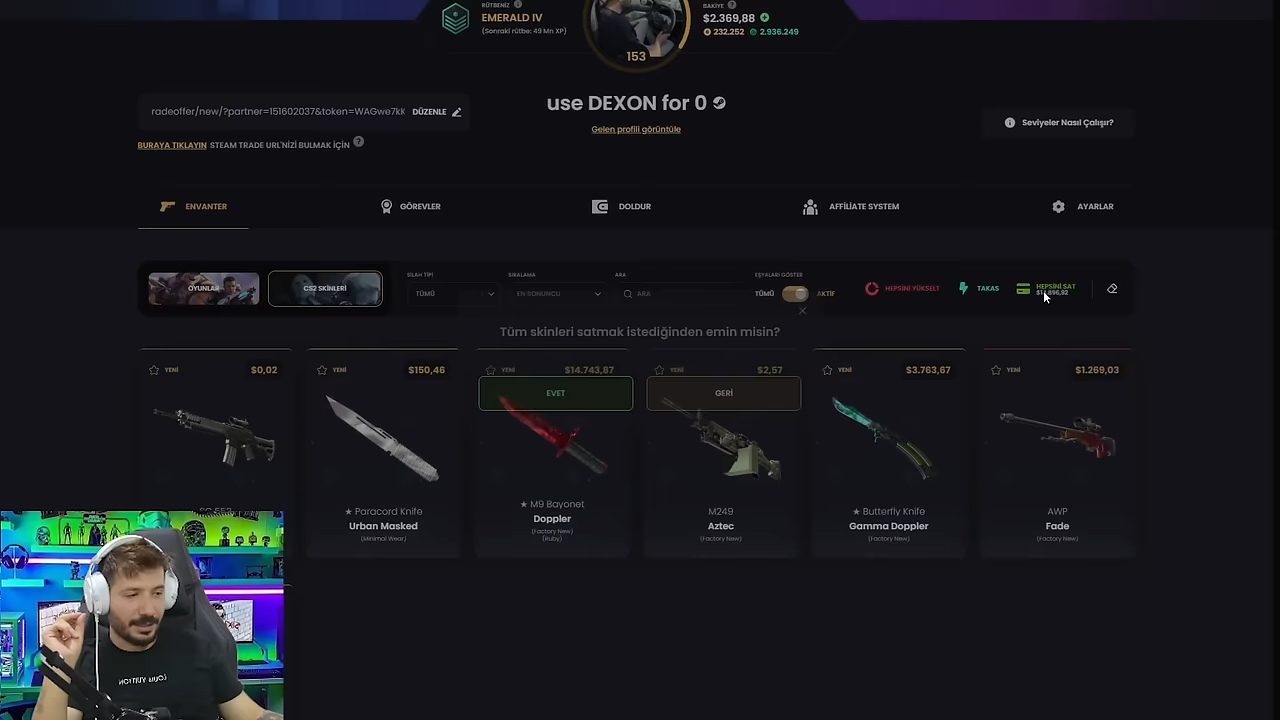 RÜTBENİZ
EMERALD IV
(Sonraki rütbe: 49 Mn XP)
153
BAKİYE
$2.369,88
232.252 2.936.249
radeoffer/new/?partner=151602037&token=WAGwe7kK DÜZENLE
BURAYA TIKLAYIN STEAM TRADE URL'NİZİ BULMAK İÇİN
use DEXON for 0
Gelen profili görüntüle
Seviyeler Nasıl Çalışır?
ENVANTER GÖREVLER DOLDUR AFFİLİATE SYSTEM AYARLAR
OYUNLAR CS2 SKİNLERİ
SİLAH TİPİ SIRALAMA ARA EŞYALARI GÖSTER
TÜMÜ EN SONUNCU ARA TÜMÜ AKTİF
HEPSİNİ YÜKSELT TAKAS HEPSİNİ SAT
Tüm skinleri satmak istediğinden emin misin?
YENİ $0,02 YENİ $150,46 YENİ $14.743,87 YENİ $2,57 YENİ $3.763,67 YENİ $1.269,03
EVET GERİ
★ Paracord Knife
Urban Masked
(Minimal Wear)
★ M9 Bayonet
Doppler
(Factory New)
(Ruby)
M249
Aztec
(Factory New)
★ Butterfly Knife
Gamma Doppler
(Factory New)
AWP
Fade
(Factory New)